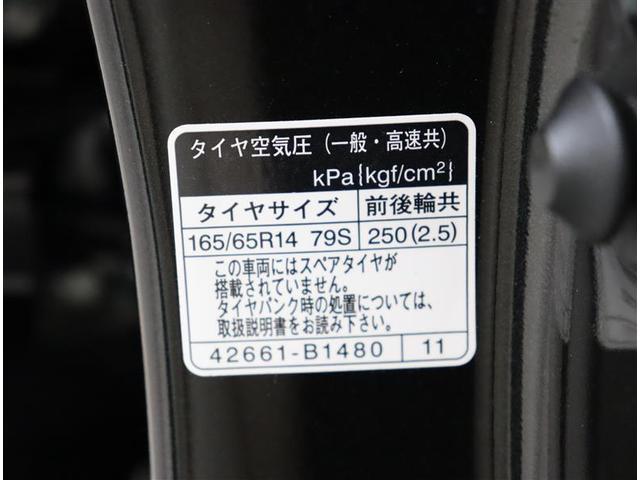 タイヤ空気圧（一般・高速共）
kPa{kgf/cm²}
タイヤサイズ 前後輪共
165/65R14 79S 250(2.5)
この車両にはスペアタイヤが
搭載されていません。
タイヤパンク時の処置については、
取扱説明書をお読み下さい。
42661-B1480 11